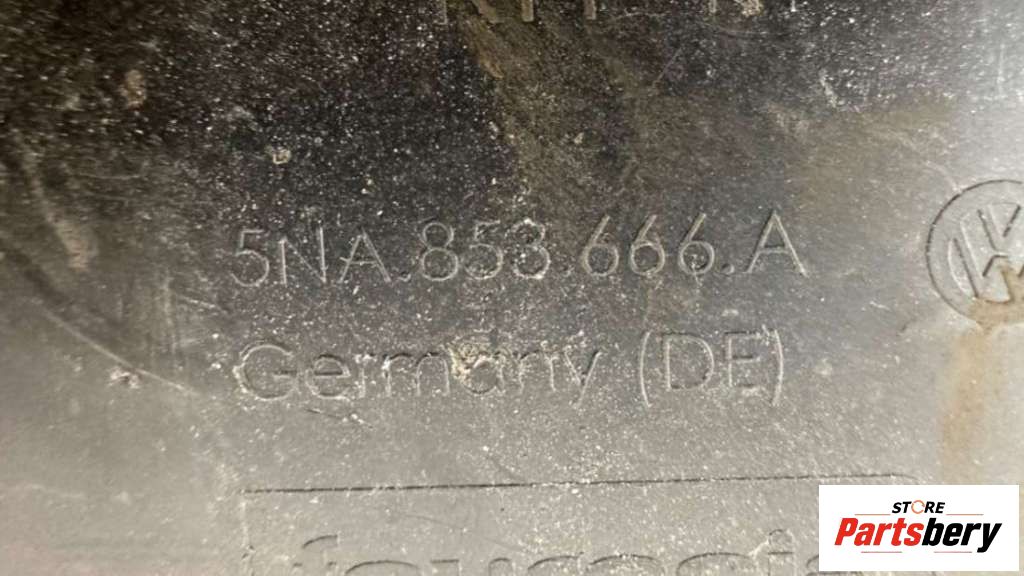 5NA.853.666.A
Germany (DE)
STORE
Partsbery